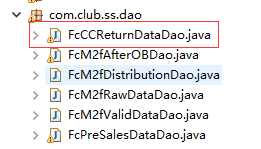 com.club.ss.dao
FcCCReturnDataDao.java
FcM2fAfterOBDao.java
FcM2fDistributionDao.java
FcM2fRawDataDao.java
FcM2fValidDataDao.java
FcPreSalesDataDao.java